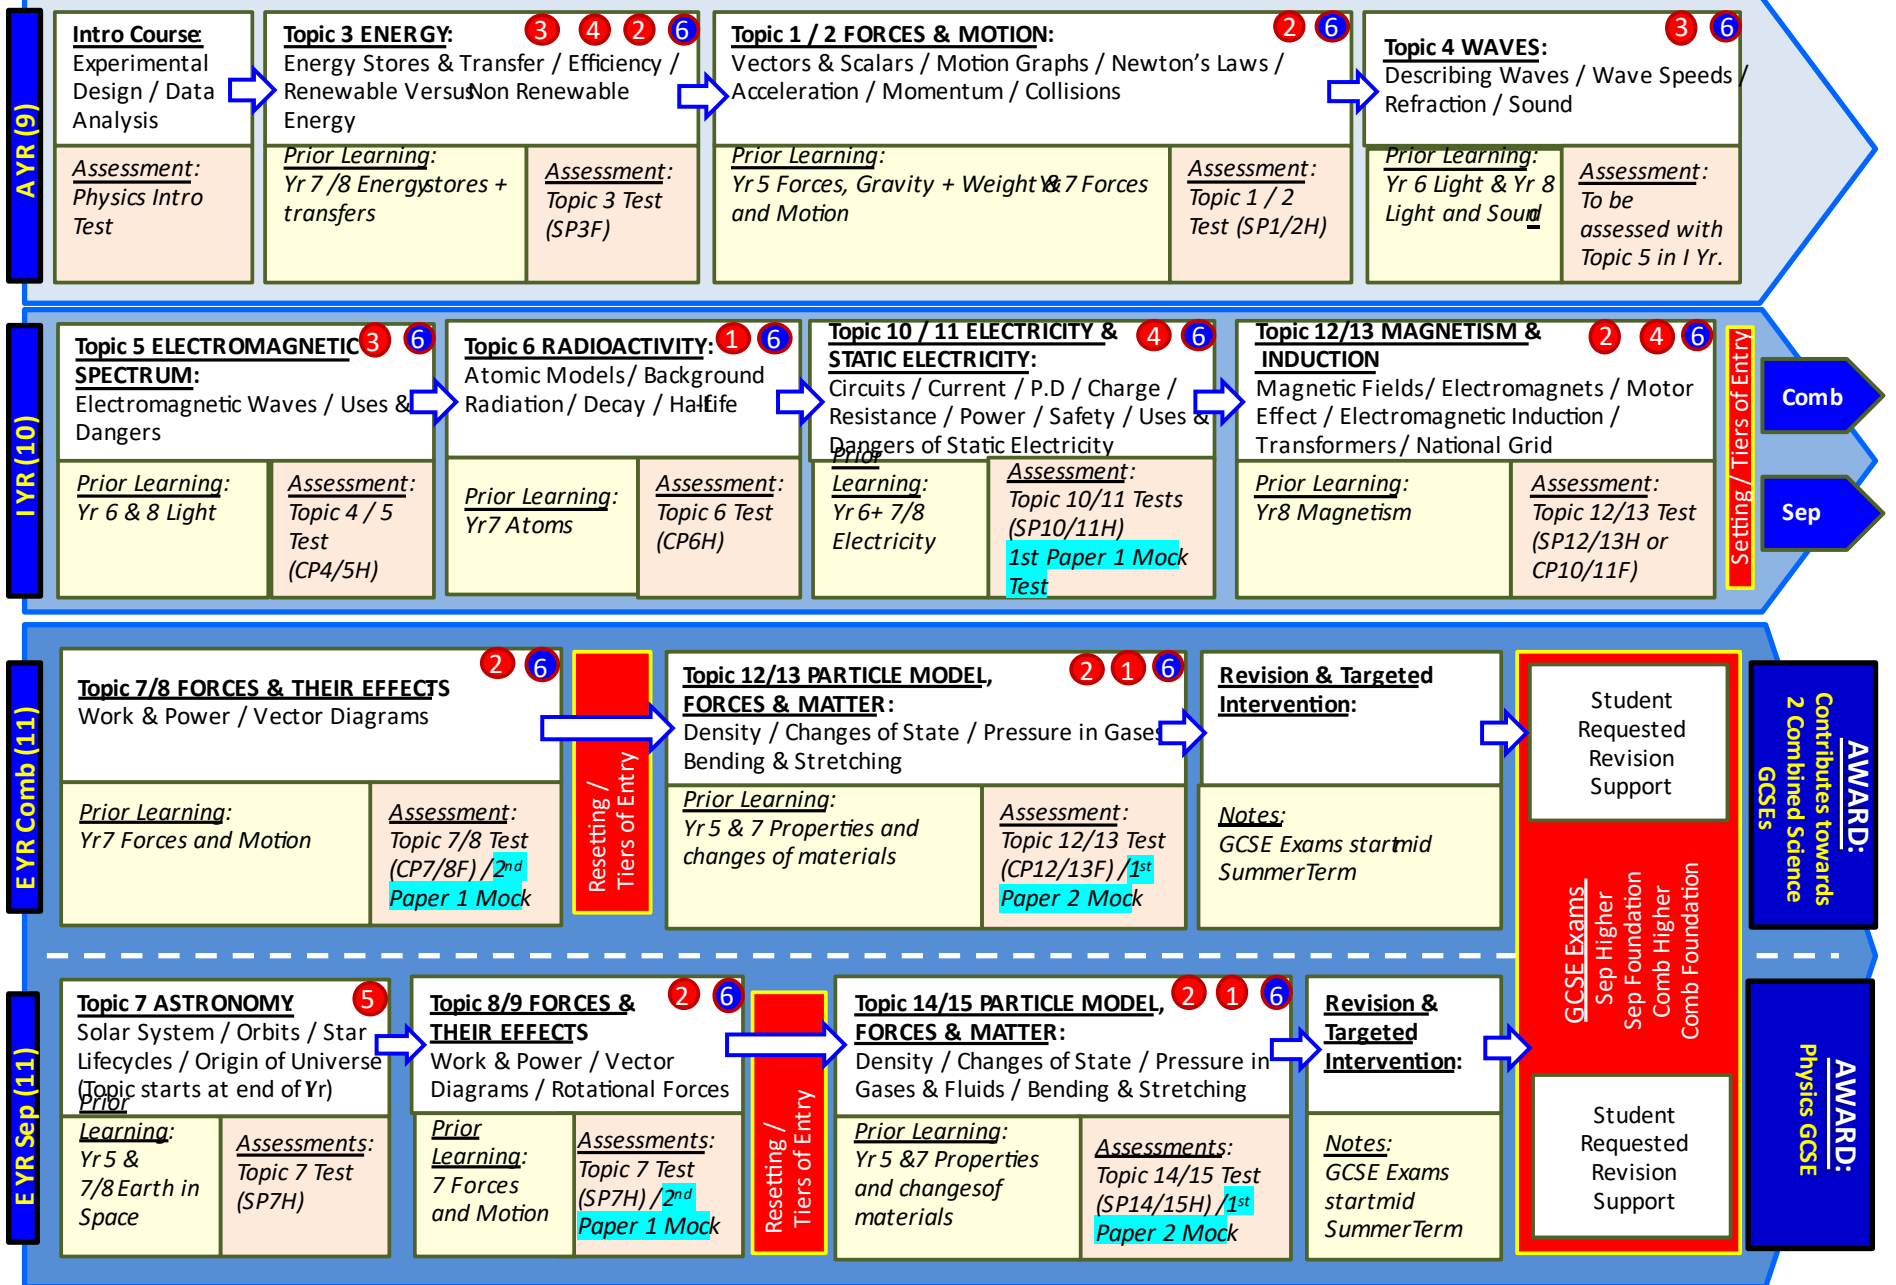 A YR (9)
Intro Course:
Experimental
Design / Data
Analysis
Assessment:
Physics Intro
Test
Topic 3 ENERGY:
3 4 2 6
Energy Stores & Transfer / Efficiency /
Renewable Versus Non Renewable
Energy
Prior Learning:
Yr 7 /8 Energy stores +
transfers
Assessment:
Topic 3 Test
(SP3F)
Topic 1 / 2 FORCES & MOTION:
2 6
Vectors & Scalars / Motion Graphs / Newton's Laws /
Acceleration / Momentum / Collisions
Prior Learning:
Yr 5 Forces, Gravity + Weight & 7 Forces
and Motion
Assessment:
Topic 1 / 2
Test (SP1/2H)
3 6
Topic 4 WAVES:
Describing Waves / Wave Speeds /
Refraction / Sound
Prior Learning:
Yr 6 Light & Yr 8
Light and Sound
Assessment:
To be
assessed with
Topic 5 in I Yr.
I YR (10)
Topic 5 ELECTROMAGNETIC
3 6
SPECTRUM:
Electromagnetic Waves / Uses &
Dangers
Prior Learning:
Yr 6 & 8 Light
Assessment:
Topic 4 / 5
Test
(CP4/5H)
Topic 6 RADIOACTIVITY:
1 6
Atomic Models / Background
Radiation / Decay / Half-Life
Prior Learning:
Yr7 Atoms
Assessment:
Topic 6 Test
(CP6H)
Topic 10 / 11 ELECTRICITY &
4 6
STATIC ELECTRICITY:
Circuits / Current / P.D / Charge /
Resistance / Power / Safety / Uses &
Dangers of Static Electricity
Prior
Learning:
Yr 6+ 7/8
Electricity
Assessment:
Topic 10/11 Tests
(SP10/11H)
1st Paper 1 Mock
Test
Topic 12/13 MAGNETISM &
2 4 6
INDUCTION
Magnetic Fields / Electromagnets / Motor
Effect / Electromagnetic Induction /
Transformers / National Grid
Prior Learning:
Yr8 Magnetism
Assessment:
Topic 12/13 Test
(SP12/13H or
CP10/11F)
Setting / Tiers of Entry
Comb
Sep
E YR Comb (11)
2 6
Topic 7/8 FORCES & THEIR EFFECTS
Work & Power / Vector Diagrams
Prior Learning:
Yr7 Forces and Motion
Assessment:
Topic 7/8 Test
(CP7/8F) /2nd
Paper 1 Mock
Resetting /
Tiers of Entry
Topic 12/13 PARTICLE MODEL,
2 1 6
FORCES & MATTER:
Density / Changes of State / Pressure in Gases
Bending & Stretching
Prior Learning:
Yr 5 & 7 Properties and
changes of materials
Assessment:
Topic 12/13 Test
(CP12/13F) /1st
Paper 2 Mock
Revision & Targeted
Intervention:
Notes:
GCSE Exams start mid
Summer Term
Student
Requested
Revision
Support
GCSE Exams
Sep Higher
Sep Foundation
Comb Higher
Comb Foundation
AWARD:
Contributes towards
2 Combined Science
GCSEs
E YR Sep (11)
Topic 7 ASTRONOMY
5
Solar System / Orbits / Star
Lifecycles / Origin of Universe
(Topic starts at end of Yr)
Prior
Learning:
Yr 5 &
7/8 Earth in
Space
Assessments:
Topic 7 Test
(SP7H)
Topic 8/9 FORCES &
2 6
THEIR EFFECTS
Work & Power / Vector
Diagrams / Rotational Forces
Prior
Learning:
7 Forces
and Motion
Assessments:
Topic 7 Test
(SP7H) /2nd
Paper 1 Mock
Resetting /
Tiers of Entry
Topic 14/15 PARTICLE MODEL,
2 1 6
FORCES & MATTER:
Density / Changes of State / Pressure in
Gases & Fluids / Bending & Stretching
Prior Learning:
Yr 5 &7 Properties
and changes of
materials
Assessments:
Topic 14/15 Test
(SP14/15H) /1st
Paper 2 Mock
Revision &
Targeted
Intervention:
Notes:
GCSE Exams
start mid
Summer Term
Student
Requested
Revision
Support
AWARD:
Physics GCSE